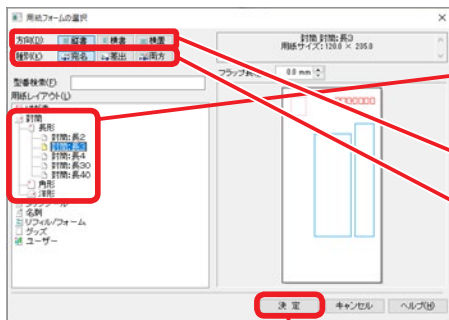 用紙フォームの選択
方向(D): 縦書 横書 横置
種別(K): 宛名 差出 両方
封筒 封筒:長3
用紙サイズ:120.0 × 235.0
フラップ長
0.0 mm
型番検索(F):
用紙レイアウト(L)
封筒
長形
封筒:長2
封筒:長3
封筒:長4
封筒:長30
封筒:長40
角形
洋形
名刺
リフィル/フォーム
グッズ
ユーザー
決定 キャンセル ヘルプ(H)